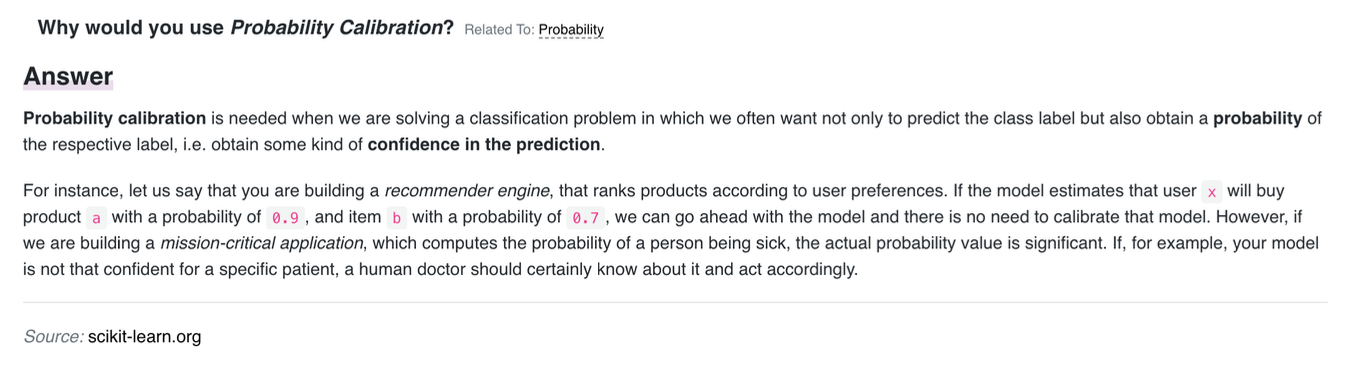 Why would you use Probability Calibration? Related To: Probability
Answer
Probability calibration is needed when we are solving a classification problem in which we often want not only to predict the class label but also obtain a probability of
the respective label, i.e. obtain some kind of confidence in the prediction.
For instance, let us say that you are building a recommender engine, that ranks products according to user preferences. If the model estimates that user x will buy
product a with a probability of 0.9 , and item b with a probability of 0.7 , we can go ahead with the model and there is no need to calibrate that model. However, if
we are building a mission-critical application, which computes the probability of a person being sick, the actual probability value is significant. If, for example, your model
is not that confident for a specific patient, a human doctor should certainly know about it and act accordingly.
Source: scikit-learn.org